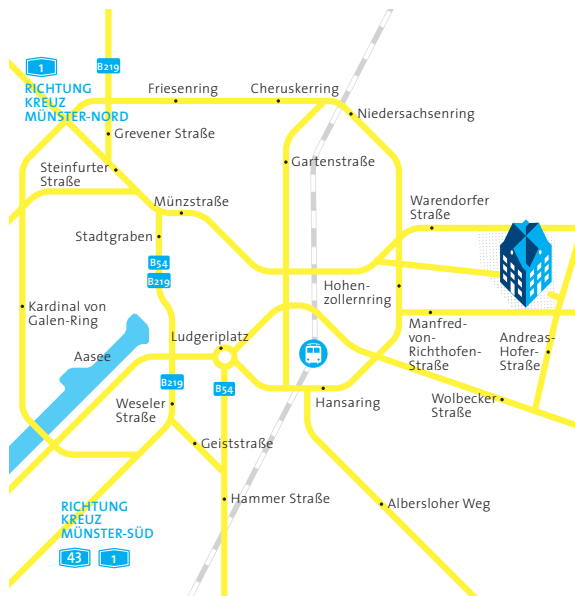 1
B219
RICHTUNG
KREUZ
MÜNSTER-NORD
Friesenring
Cheruskerring
Niedersachsenring
Grevener Straße
Gartenstraße
Steinfurter
Straße
Münzstraße
Warendorfer
Straße
Stadtgraben
B54
B219
Hohen-
zollernring
Kardinal von
Galen-Ring
Ludgeriplatz
Manfred-
von-
Richthofen-
Straße
Andreas-
Hofer-
Straße
Aasee
B219
B54
Weseler
Straße
Hansaring
Wolbecker
Straße
Geiststraße
Hammer Straße
Albersloher Weg
RICHTUNG
KREUZ
MÜNSTER-SÜD
43
1